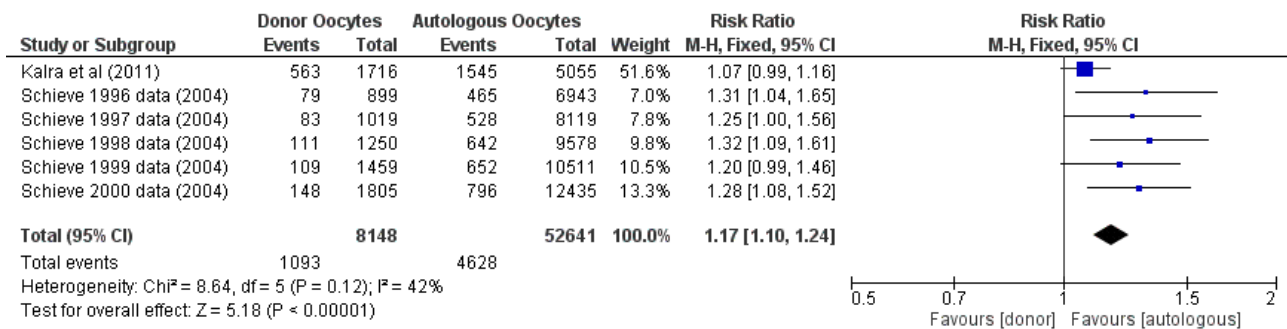 Donor Oocytes Autologous Oocytes Risk Ratio Risk Ratio
Study or Subgroup Events Total Events Total Weight M-H, Fixed, 95% CI M-H, Fixed, 95% CI
Kalra et al (2011) 563 1716 1545 5055 51.6% 1.07 [0.99, 1.16]
Schieve 1996 data (2004) 79 899 465 6943 7.0% 1.31 [1.04, 1.65]
Schieve 1997 data (2004) 83 1019 528 8119 7.8% 1.25 [1.00, 1.56]
Schieve 1998 data (2004) 111 1250 642 9578 9.8% 1.32 [1.09, 1.61]
Schieve 1999 data (2004) 109 1459 652 10511 10.5% 1.20 [0.99, 1.46]
Schieve 2000 data (2004) 148 1805 796 12435 13.3% 1.28 [1.08, 1.52]
Total (95% CI) 8148 52641 100.0% 1.17 [1.10, 1.24]
Total events 1093 4628
Heterogeneity: Chi² = 8.64, df = 5 (P = 0.12); I² = 42%
Test for overall effect: Z = 5.18 (P < 0.00001)
0.5 0.7 1 1.5 2
Favours [donor] Favours [autologous]